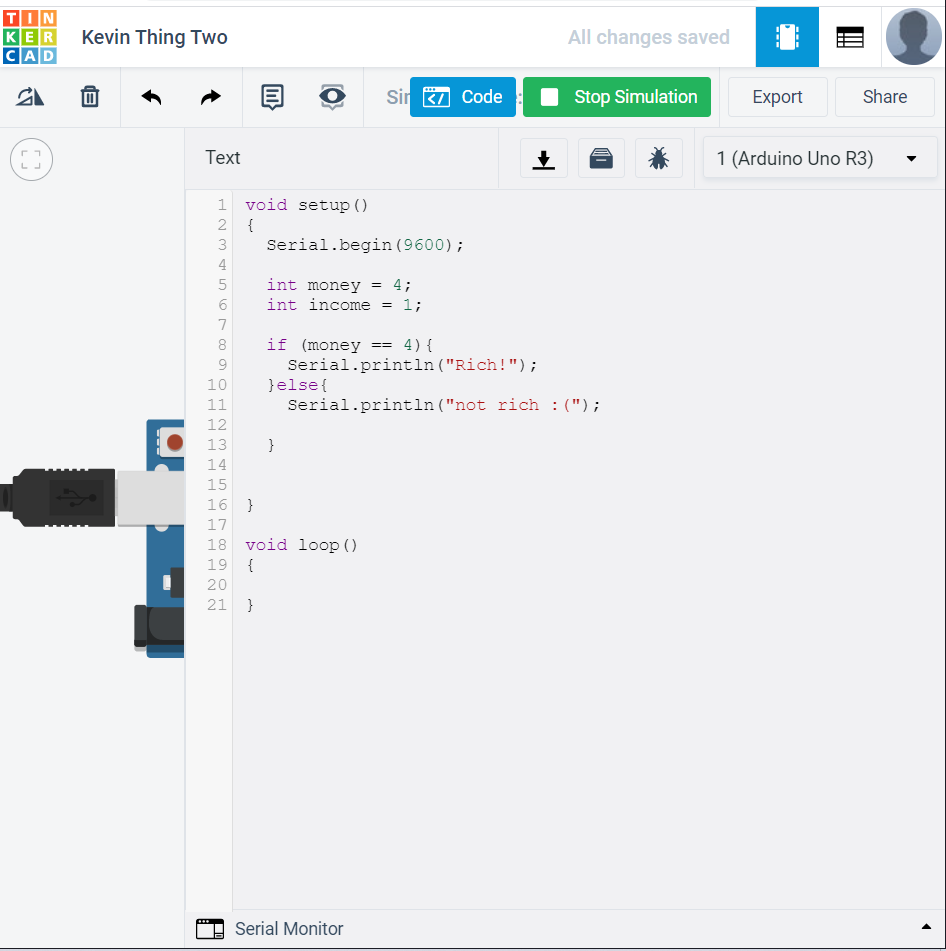 TIN
KER
CAD
Kevin Thing Two
All changes saved
Code
Stop Simulation
Export
Share
Text
1 (Arduino Uno R3)
1 void setup()
2 {
3   Serial.begin(9600);
4
5   int money = 4;
6   int income = 1;
7
8   if (money == 4){
9     Serial.println("Rich!");
10   }else{
11     Serial.println("not rich :(");
12
13   }
14
15
16 }
17
18 void loop()
19 {
20
21 }
Serial Monitor